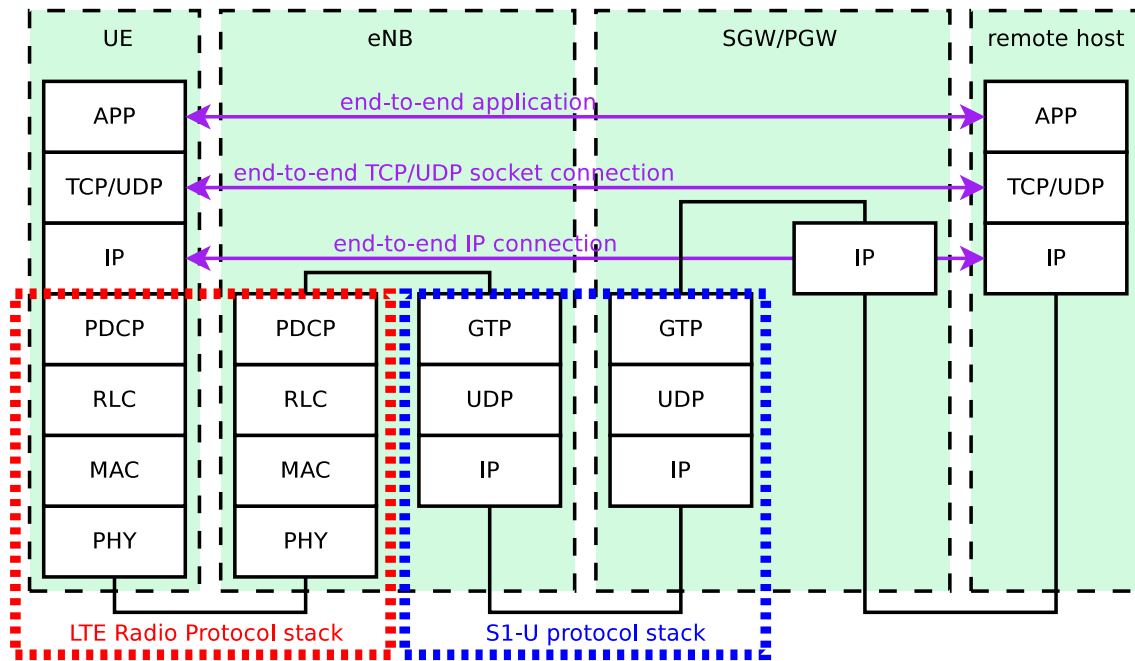 UE
eNB
SGW/PGW
remote host
APP
end-to-end application
APP
TCP/UDP
end-to-end TCP/UDP socket connection
TCP/UDP
IP
end-to-end IP connection
IP
IP
PDCP
PDCP
GTP
GTP
RLC
RLC
UDP
UDP
MAC
MAC
IP
IP
PHY
PHY
LTE Radio Protocol stack
S1-U protocol stack